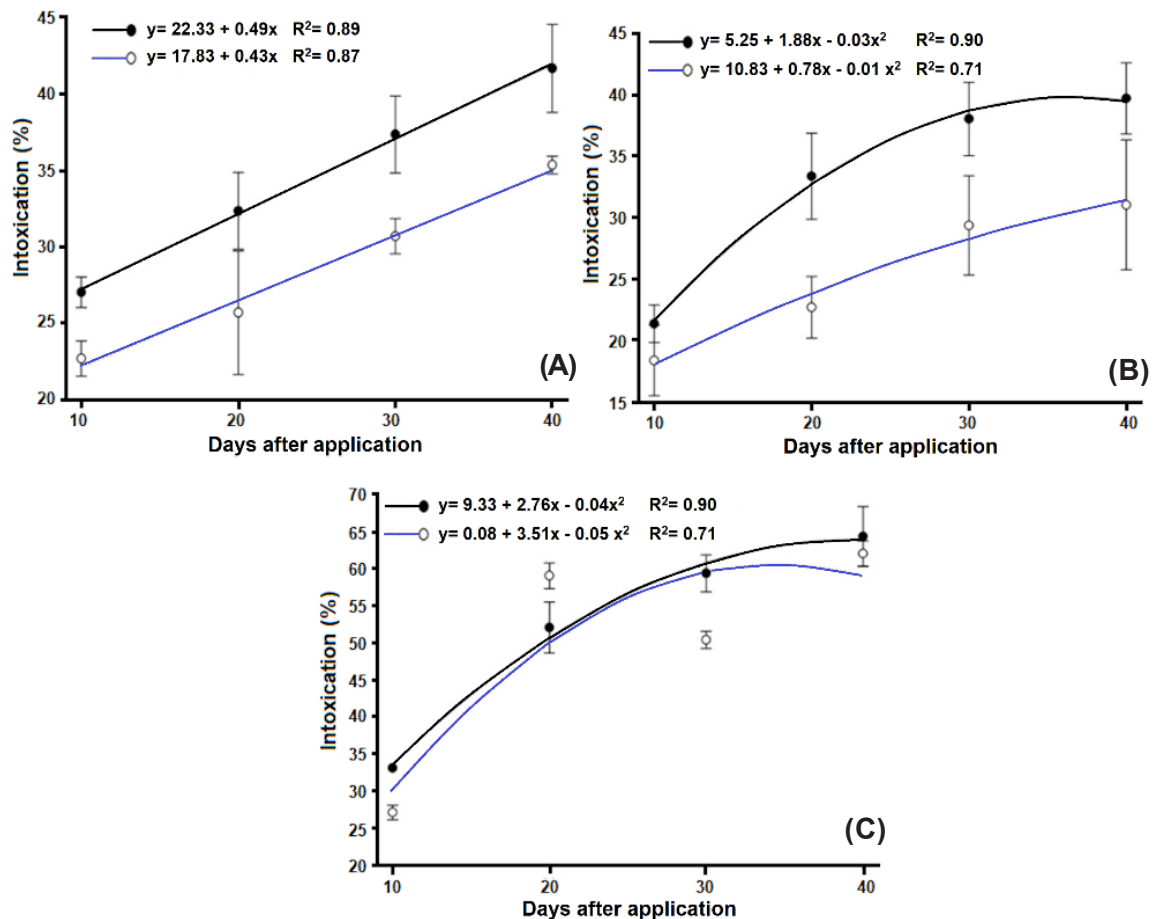 45
40
35
30
25
20
Intoxication (%)
y= 22.33 + 0.49x R²= 0.89
y= 17.83 + 0.43x R²= 0.87
(A)
10 20 30 40
Days after application
45
40
35
30
25
20
15
Intoxication (%)
y= 5.25 + 1.88x - 0.03x² R²= 0.90
y= 10.83 + 0.78x - 0.01 x² R²= 0.71
(B)
10 20 30 40
Days after application
70
65
60
55
50
45
40
35
30
25
20
Intoxication (%)
y= 9.33 + 2.76x - 0.04x² R²= 0.90
y= 0.08 + 3.51x - 0.05 x² R²= 0.71
(C)
10 20 30 40
Days after application